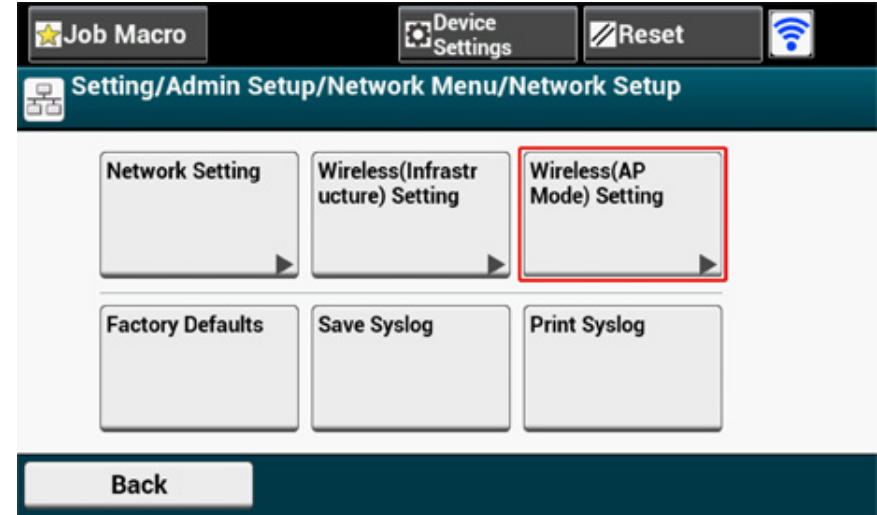 Job Macro
Device
Settings
Reset
Setting/Admin Setup/Network Menu/Network Setup
Network Setting
Wireless(Infrastr
ucture) Setting
Wireless(AP
Mode) Setting
Factory Defaults
Save Syslog
Print Syslog
Back